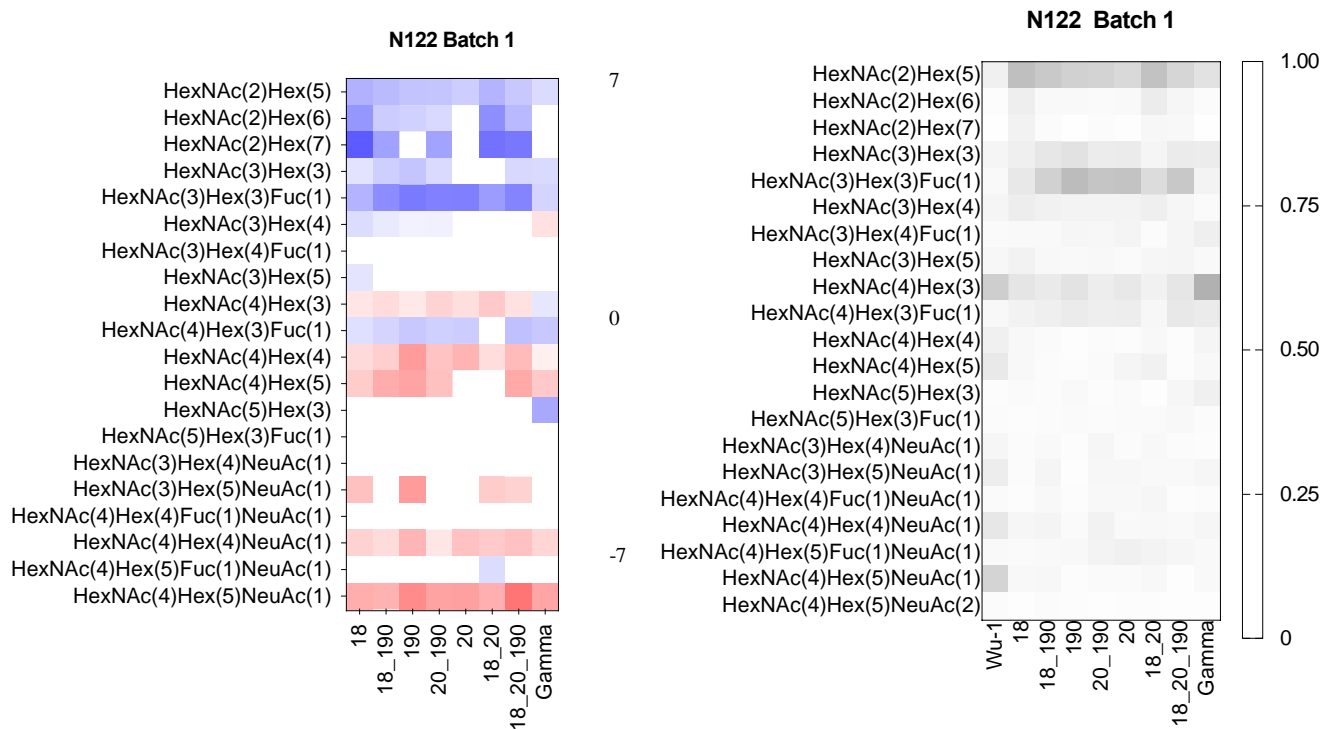 N122 Batch 1
HexNAc(2)Hex(5)
HexNAc(2)Hex(6)
HexNAc(2)Hex(7)
HexNAc(3)Hex(3)
HexNAc(3)Hex(3)Fuc(1)
HexNAc(3)Hex(4)
HexNAc(3)Hex(4)Fuc(1)
HexNAc(3)Hex(5)
HexNAc(4)Hex(3)
HexNAc(4)Hex(3)Fuc(1)
HexNAc(4)Hex(4)
HexNAc(4)Hex(5)
HexNAc(5)Hex(3)
HexNAc(5)Hex(3)Fuc(1)
HexNAc(3)Hex(4)NeuAc(1)
HexNAc(3)Hex(5)NeuAc(1)
HexNAc(4)Hex(4)Fuc(1)NeuAc(1)
HexNAc(4)Hex(4)NeuAc(1)
HexNAc(4)Hex(5)Fuc(1)NeuAc(1)
HexNAc(4)Hex(5)NeuAc(1)
18
18_190
190
20_190
20
18_20
18_20_190
Gamma
7
0
-7
N122 Batch 1
HexNAc(2)Hex(5)
HexNAc(2)Hex(6)
HexNAc(2)Hex(7)
HexNAc(3)Hex(3)
HexNAc(3)Hex(3)Fuc(1)
HexNAc(3)Hex(4)
HexNAc(3)Hex(4)Fuc(1)
HexNAc(3)Hex(5)
HexNAc(4)Hex(3)
HexNAc(4)Hex(3)Fuc(1)
HexNAc(4)Hex(4)
HexNAc(4)Hex(5)
HexNAc(5)Hex(3)
HexNAc(5)Hex(3)Fuc(1)
HexNAc(3)Hex(4)NeuAc(1)
HexNAc(3)Hex(5)NeuAc(1)
HexNAc(4)Hex(4)Fuc(1)NeuAc(1)
HexNAc(4)Hex(4)NeuAc(1)
HexNAc(4)Hex(5)Fuc(1)NeuAc(1)
HexNAc(4)Hex(5)NeuAc(1)
HexNAc(4)Hex(5)NeuAc(2)
Wu-1
18
18_190
190
20_190
20
18_20
18_20_190
Gamma
1.00
0.75
0.50
0.25
0